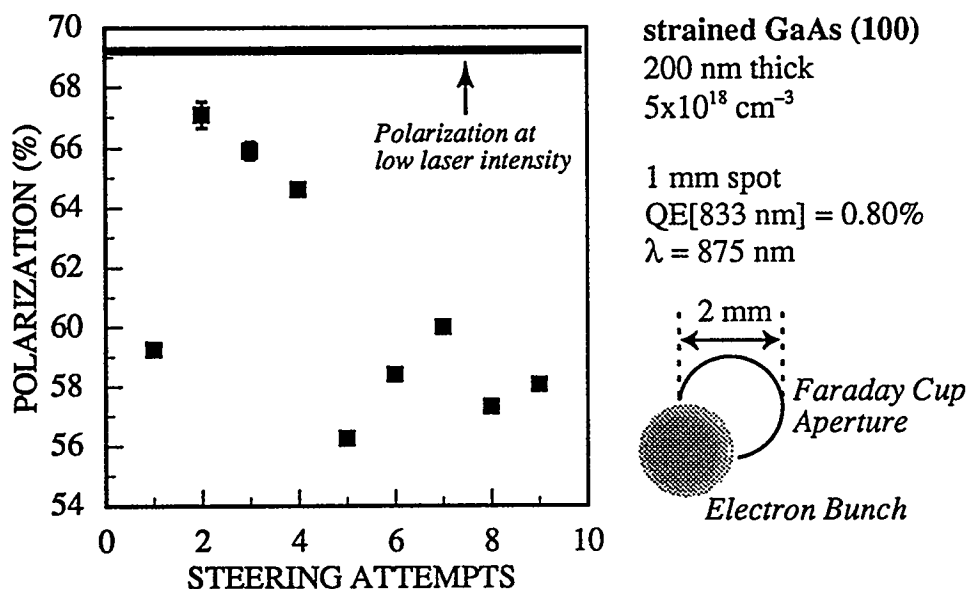 70
68
66
64
62
60
58
56
54
POLARIZATION (%)
0
2
4
6
8
10
STEERING ATTEMPTS
Polarization at
low laser intensity
strained GaAs (100)
200 nm thick
5x10¹⁸ cm⁻³
1 mm spot
QE[833 nm] = 0.80%
λ = 875 nm
2 mm
Faraday Cup
Aperture
Electron Bunch